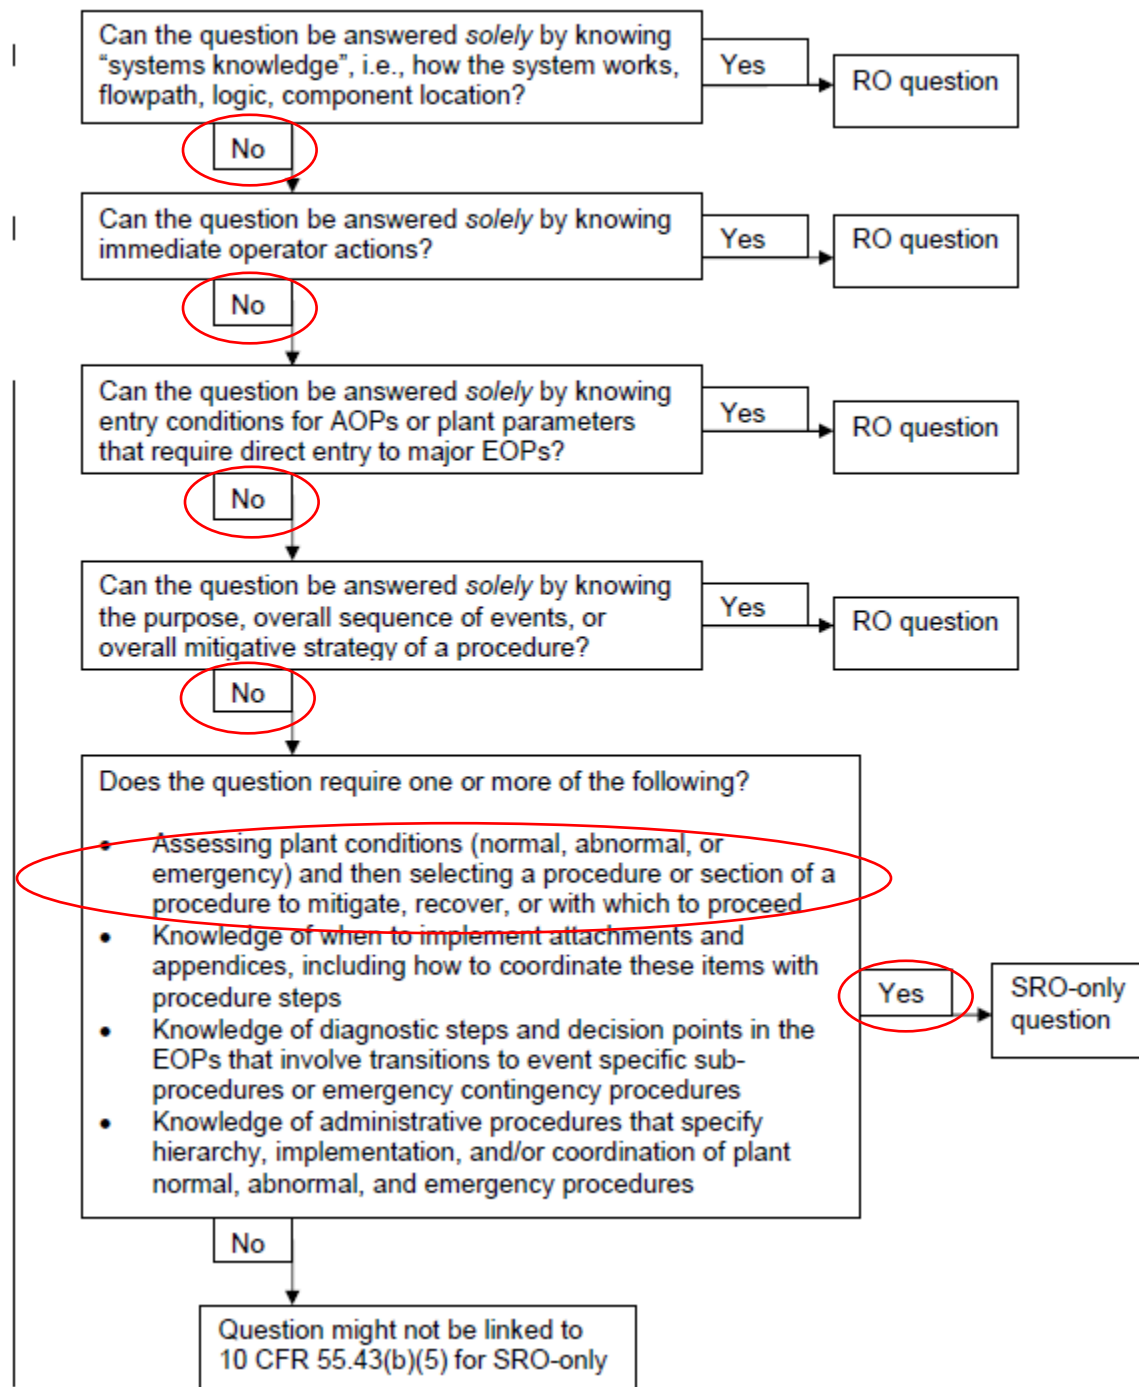 Can the question be answered solely by knowing
"systems knowledge", i.e., how the system works,
flowpath, logic, component location?
Yes
RO question
No
Can the question be answered solely by knowing
immediate operator actions?
Yes
RO question
No
Can the question be answered solely by knowing
entry conditions for AOPs or plant parameters
that require direct entry to major EOPs?
Yes
RO question
No
Can the question be answered solely by knowing
the purpose, overall sequence of events, or
overall mitigative strategy of a procedure?
Yes
RO question
No
Does the question require one or more of the following?
• Assessing plant conditions (normal, abnormal, or
emergency) and then selecting a procedure or section of a
procedure to mitigate, recover, or with which to proceed
• Knowledge of when to implement attachments and
appendices, including how to coordinate these items with
procedure steps
• Knowledge of diagnostic steps and decision points in the
EOPs that involve transitions to event specific sub-
procedures or emergency contingency procedures
• Knowledge of administrative procedures that specify
hierarchy, implementation, and/or coordination of plant
normal, abnormal, and emergency procedures
Yes
SRO-only
question
No
Question might not be linked to
10 CFR 55.43(b)(5) for SRO-only